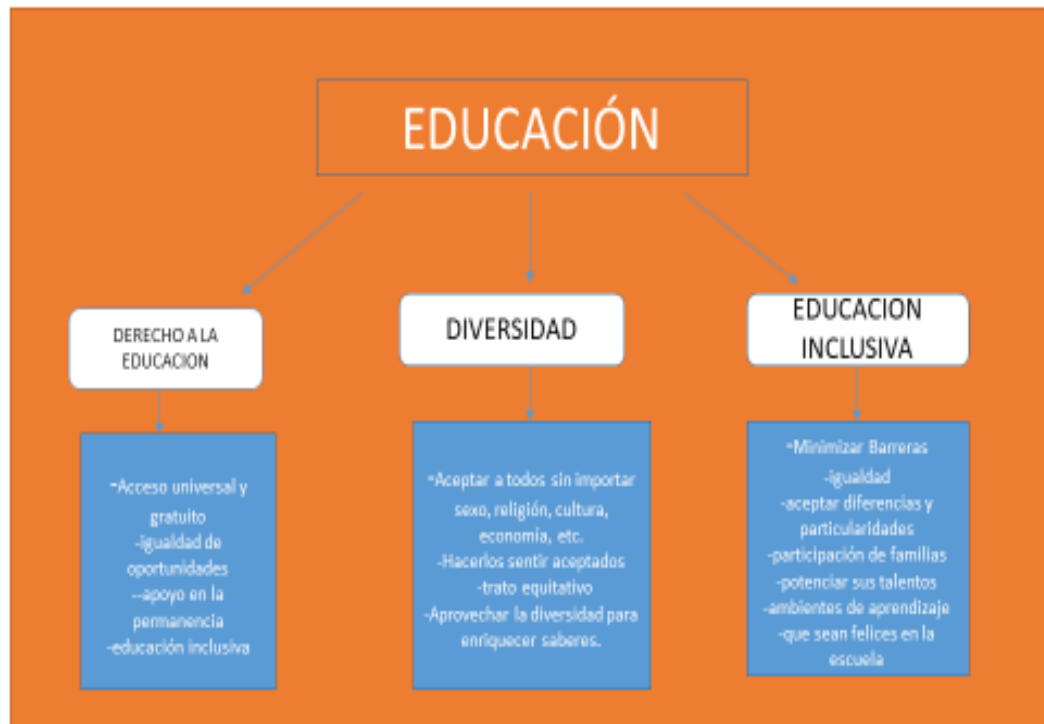 EDUCACIÓN
DERECHO A LA
EDUCACION
DIVERSIDAD
EDUCACION
INCLUSIVA
-Acceso universal y
gratuito
-igualdad de
oportunidades
--apoyo en la
permanencia
-educación inclusiva
-Aceptar a todos sin importar
sexo, religión, cultura,
economía, etc.
-Hacerlos sentir aceptados
-trato equitativo
-Aprovechar la diversidad para
enriquecer saberes.
-Minimizar Barreras
-igualdad
-aceptar diferencias y
particularidades
-participación de familias
-potenciar sus talentos
-ambientes de aprendizaje
-que sean felices en la
escuela